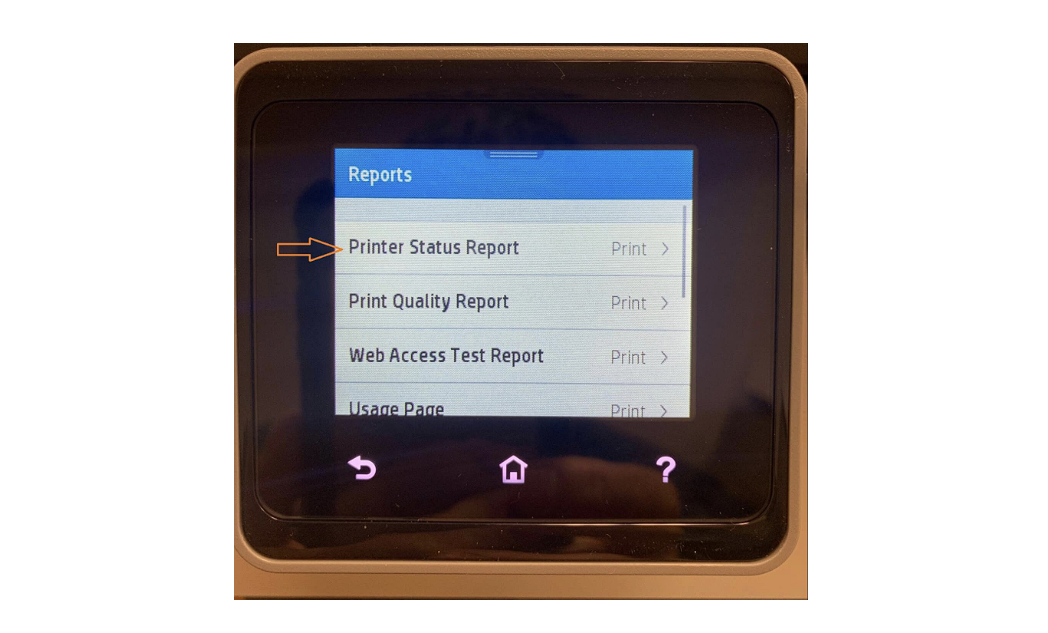 Reports
Printer Status Report Print
Print Quality Report Print
Web Access Test Report Print
Usage Page Print
?